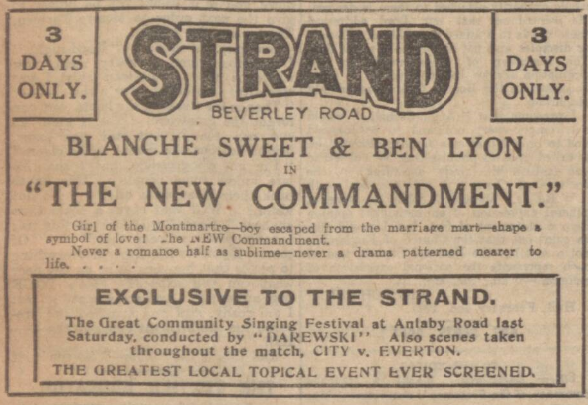 3
DAYS
ONLY.
STRAND
BEVERLEY ROAD
3
DAYS
ONLY.
BLANCHE SWEET & BEN LYON
IN
"THE NEW COMMANDMENT."
Girl of the Montmartre—boy escaped from the marriage mart—shape a
symbol of love! The NEW Commandment.
Never a romance half as sublime—never a drama patterned nearer to
life. . . . .
EXCLUSIVE TO THE STRAND.
The Great Community Singing Festival at Anlaby Road last
Saturday, conducted by "DAREWSKI" Also scenes taken
throughout the match, CITY v. EVERTON.
THE GREATEST LOCAL TOPICAL EVENT EVER SCREENED.